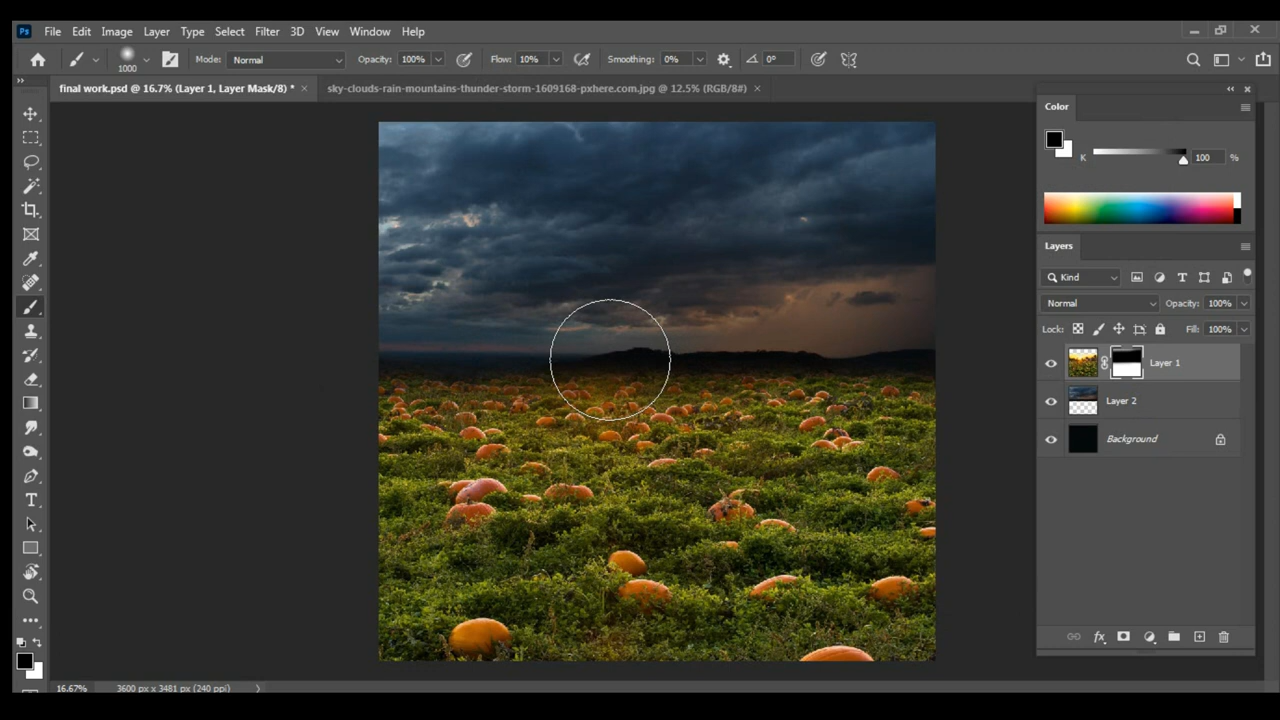 Ps File Edit Image Layer Type Select Filter 3D View Window Help
1000 Mode: Normal Opacity: 100% Flow: 10% Smoothing: 0% 0°
final work.psd @ 16.7% (Layer 1, Layer Mask/8) * sky-clouds-rain-mountains-thunder-storm-1609168-pxhere.com.jpg @ 12.5% (RGB/8#)
Color
K 100 %
Layers
Kind
Normal Opacity: 100%
Lock: Fill: 100%
Layer 1
Layer 2
Background
16.67% 3600 px x 3481 px (240 ppi)